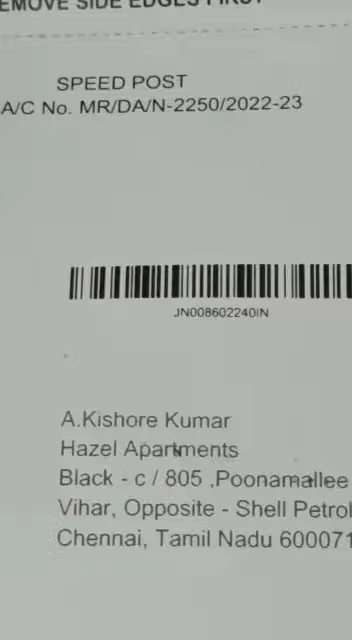 EMOVE SIDE EDGES FIRST
SPEED POST
A/C No. MR/DA/N-2250/2022-23
JN008602240IN
A.Kishore Kumar
Hazel Apartments
Black - c / 805 ,Poonamallee
Vihar, Opposite - Shell Petrol
Chennai, Tamil Nadu 600071